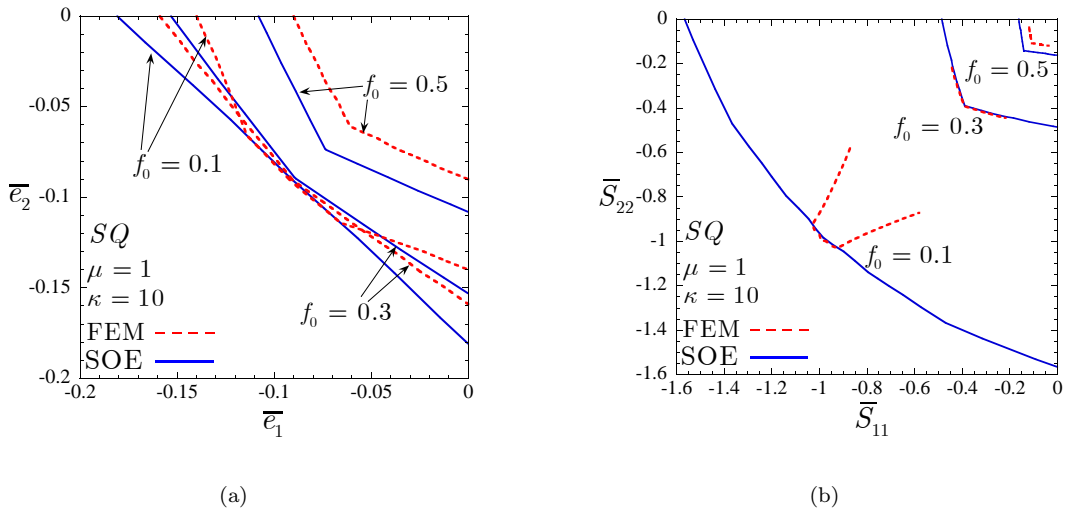 0
-0.05
-0.1
-0.15
-0.2
e̅₂
-0.2
-0.15
-0.1
-0.05
0
e̅₁
f₀ = 0.5
f₀ = 0.1
f₀ = 0.3
SQ
μ = 1
κ = 10
FEM
SOE
(a)
0
-0.2
-0.4
-0.6
-0.8
-1
-1.2
-1.4
-1.6
S̅₂₂
-1.6
-1.4
-1.2
-1
-0.8
-0.6
-0.4
-0.2
0
S̅₁₁
f₀ = 0.5
f₀ = 0.3
f₀ = 0.1
SQ
μ = 1
κ = 10
FEM
SOE
(b)